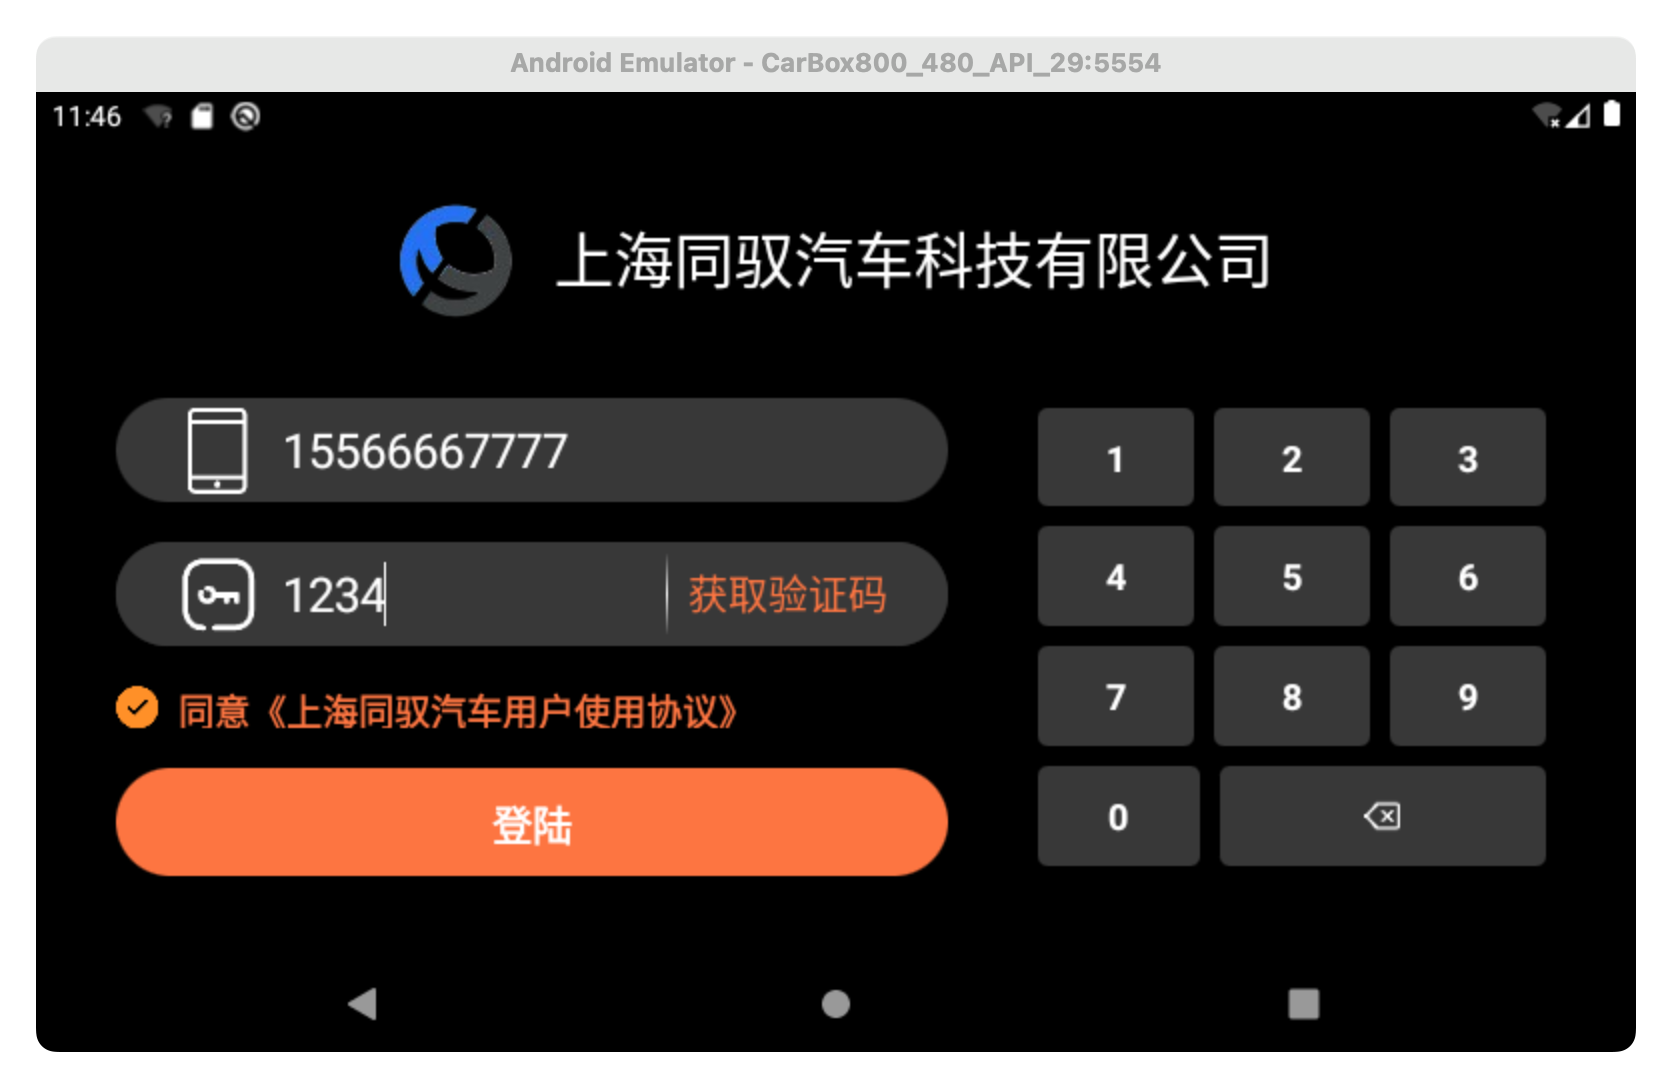 Android Emulator - CarBox800_480_API_29:5554
11:46
上海同驭汽车科技有限公司
15566667777
1234
获取验证码
同意《上海同驭汽车用户使用协议》
登陆
1 2 3
4 5 6
7 8 9
0